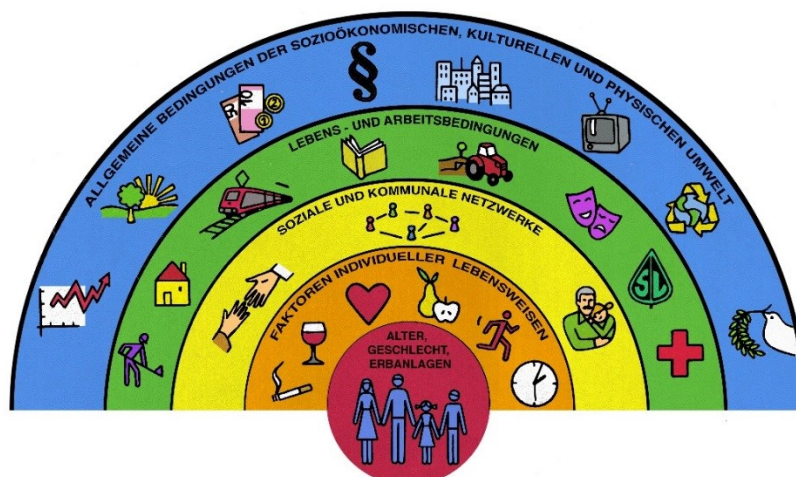 ALLGEMEINE BEDINGUNGEN DER SOZIOÖKONOMISCHEN, KULTURELLEN UND PHYSISCHEN UMWELT
§
LEBENS- UND ARBEITSBEDINGUNGEN
SOZIALE UND KOMMUNALE NETZWERKE
FAKTOREN INDIVIDUELLER LEBENSWEISEN
ALTER,
GESCHLECHT,
ERBANLAGEN